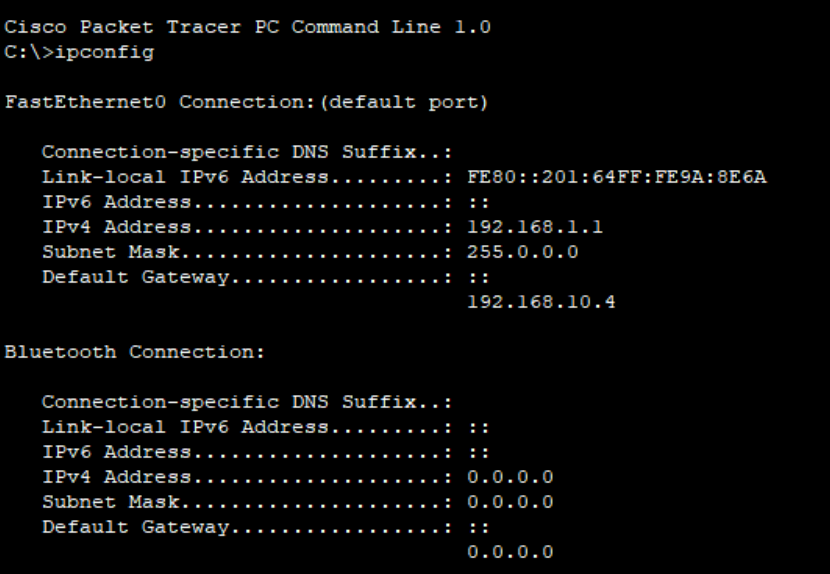 Cisco Packet Tracer PC Command Line 1.0
C:\>ipconfig
FastEthernet0 Connection:(default port)
Connection-specific DNS Suffix..:
Link-local IPv6 Address.........: FE80::201:64FF:FE9A:8E6A
IPv6 Address....................: ::
IPv4 Address....................: 192.168.1.1
Subnet Mask.....................: 255.0.0.0
Default Gateway.................: ::
192.168.10.4
Bluetooth Connection:
Connection-specific DNS Suffix..:
Link-local IPv6 Address.........: ::
IPv6 Address....................: ::
IPv4 Address....................: 0.0.0.0
Subnet Mask.....................: 0.0.0.0
Default Gateway.................: ::
0.0.0.0